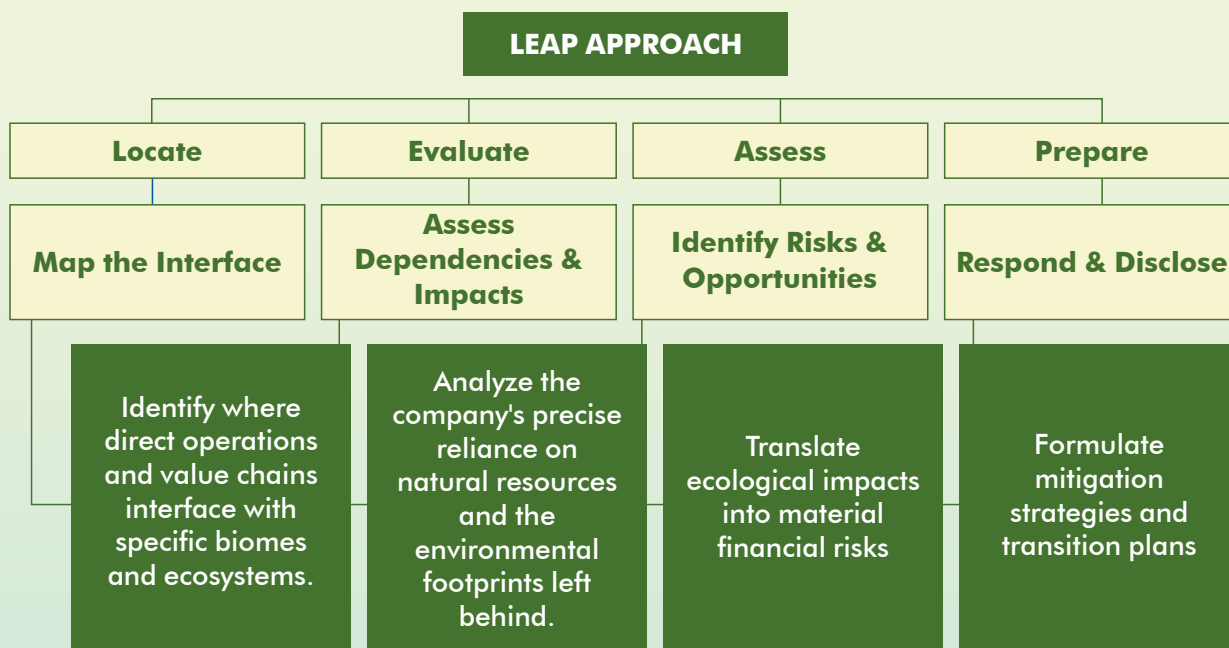 LEAP APPROACH
Locate
Evaluate
Assess
Prepare
Map the Interface
Assess
Dependencies &
Impacts
Identify Risks &
Opportunities
Respond & Disclose
Identify where
direct operations
and value chains
interface with
specific biomes
and ecosystems.
Analyze the
company's precise
reliance on
natural resources
and the
environmental
footprints left
behind.
Translate
ecological impacts
into material
financial risks
Formulate
mitigation
strategies and
transition plans